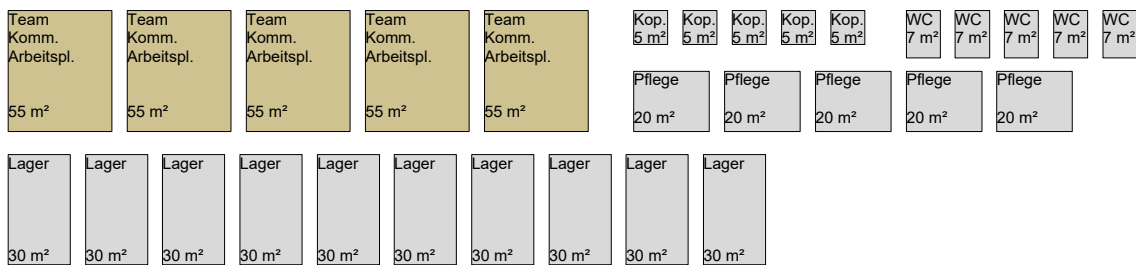 Team
Komm.
Arbeitspl.
55 m²
Team
Komm.
Arbeitspl.
55 m²
Team
Komm.
Arbeitspl.
55 m²
Team
Komm.
Arbeitspl.
55 m²
Team
Komm.
Arbeitspl.
55 m²
Kop.
5 m²
Kop.
5 m²
Kop.
5 m²
Kop.
5 m²
Kop.
5 m²
WC
7 m²
WC
7 m²
WC
7 m²
WC
7 m²
WC
7 m²
Pflege
20 m²
Pflege
20 m²
Pflege
20 m²
Pflege
20 m²
Pflege
20 m²
Lager
30 m²
Lager
30 m²
Lager
30 m²
Lager
30 m²
Lager
30 m²
Lager
30 m²
Lager
30 m²
Lager
30 m²
Lager
30 m²
Lager
30 m²